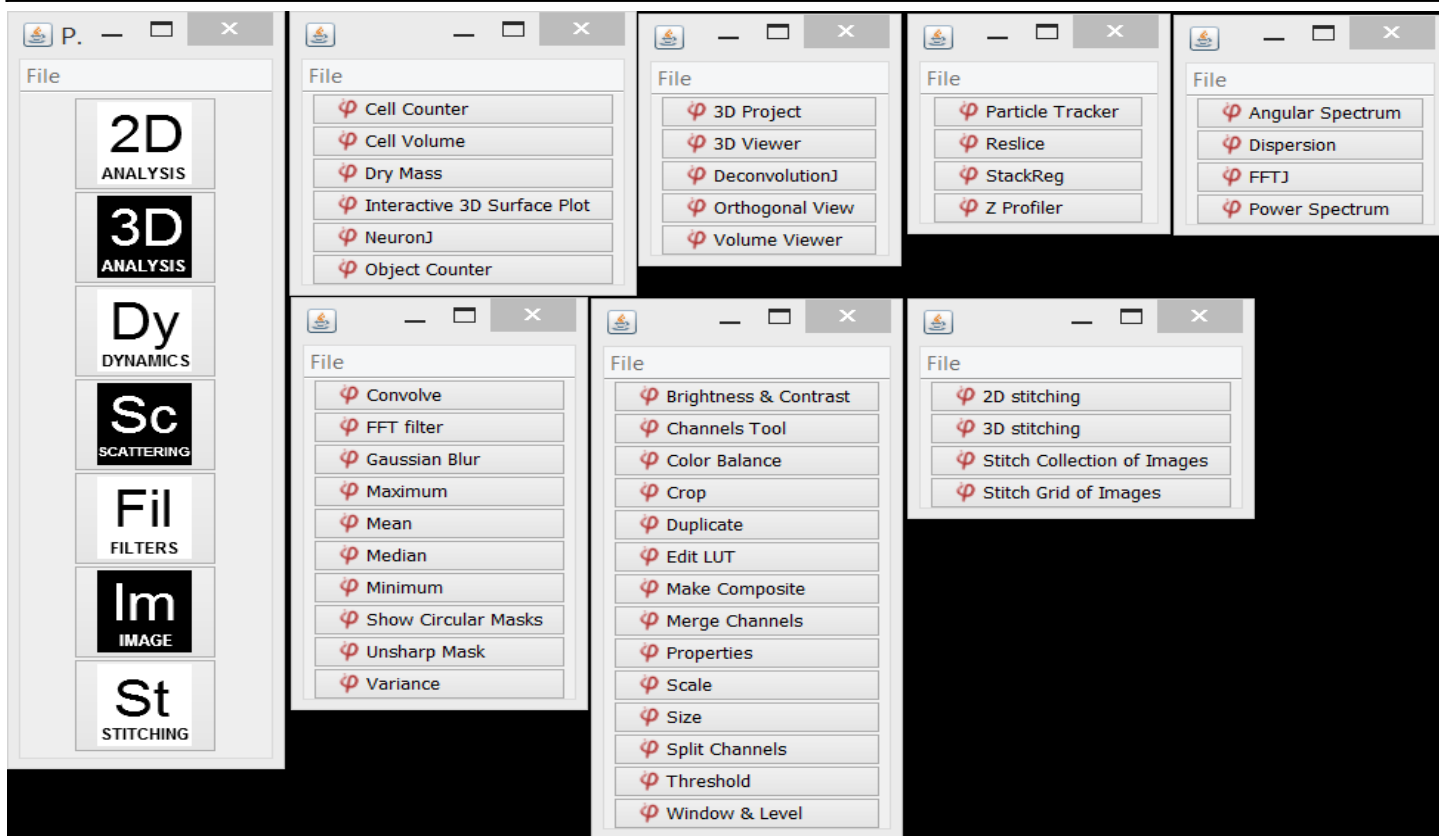 P.
File
2D
ANALYSIS
3D
ANALYSIS
Dy
DYNAMICS
Sc
SCATTERING
Fil
FILTERS
Im
IMAGE
St
STITCHING
File
Cell Counter
Cell Volume
Dry Mass
Interactive 3D Surface Plot
NeuronJ
Object Counter
File
3D Project
3D Viewer
DeconvolutionJ
Orthogonal View
Volume Viewer
File
Particle Tracker
Reslice
StackReg
Z Profiler
File
Angular Spectrum
Dispersion
FFTJ
Power Spectrum
File
Convolve
FFT filter
Gaussian Blur
Maximum
Mean
Median
Minimum
Show Circular Masks
Unsharp Mask
Variance
File
Brightness & Contrast
Channels Tool
Color Balance
Crop
Duplicate
Edit LUT
Make Composite
Merge Channels
Properties
Scale
Size
Split Channels
Threshold
Window & Level
File
2D stitching
3D stitching
Stitch Collection of Images
Stitch Grid of Images